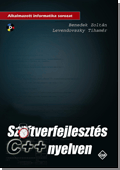 Alkalmazott informatika sorozat
Benedek Zoltán
Levendovszky Tihamér
Szoftverfejlesztés
C++ nyelven